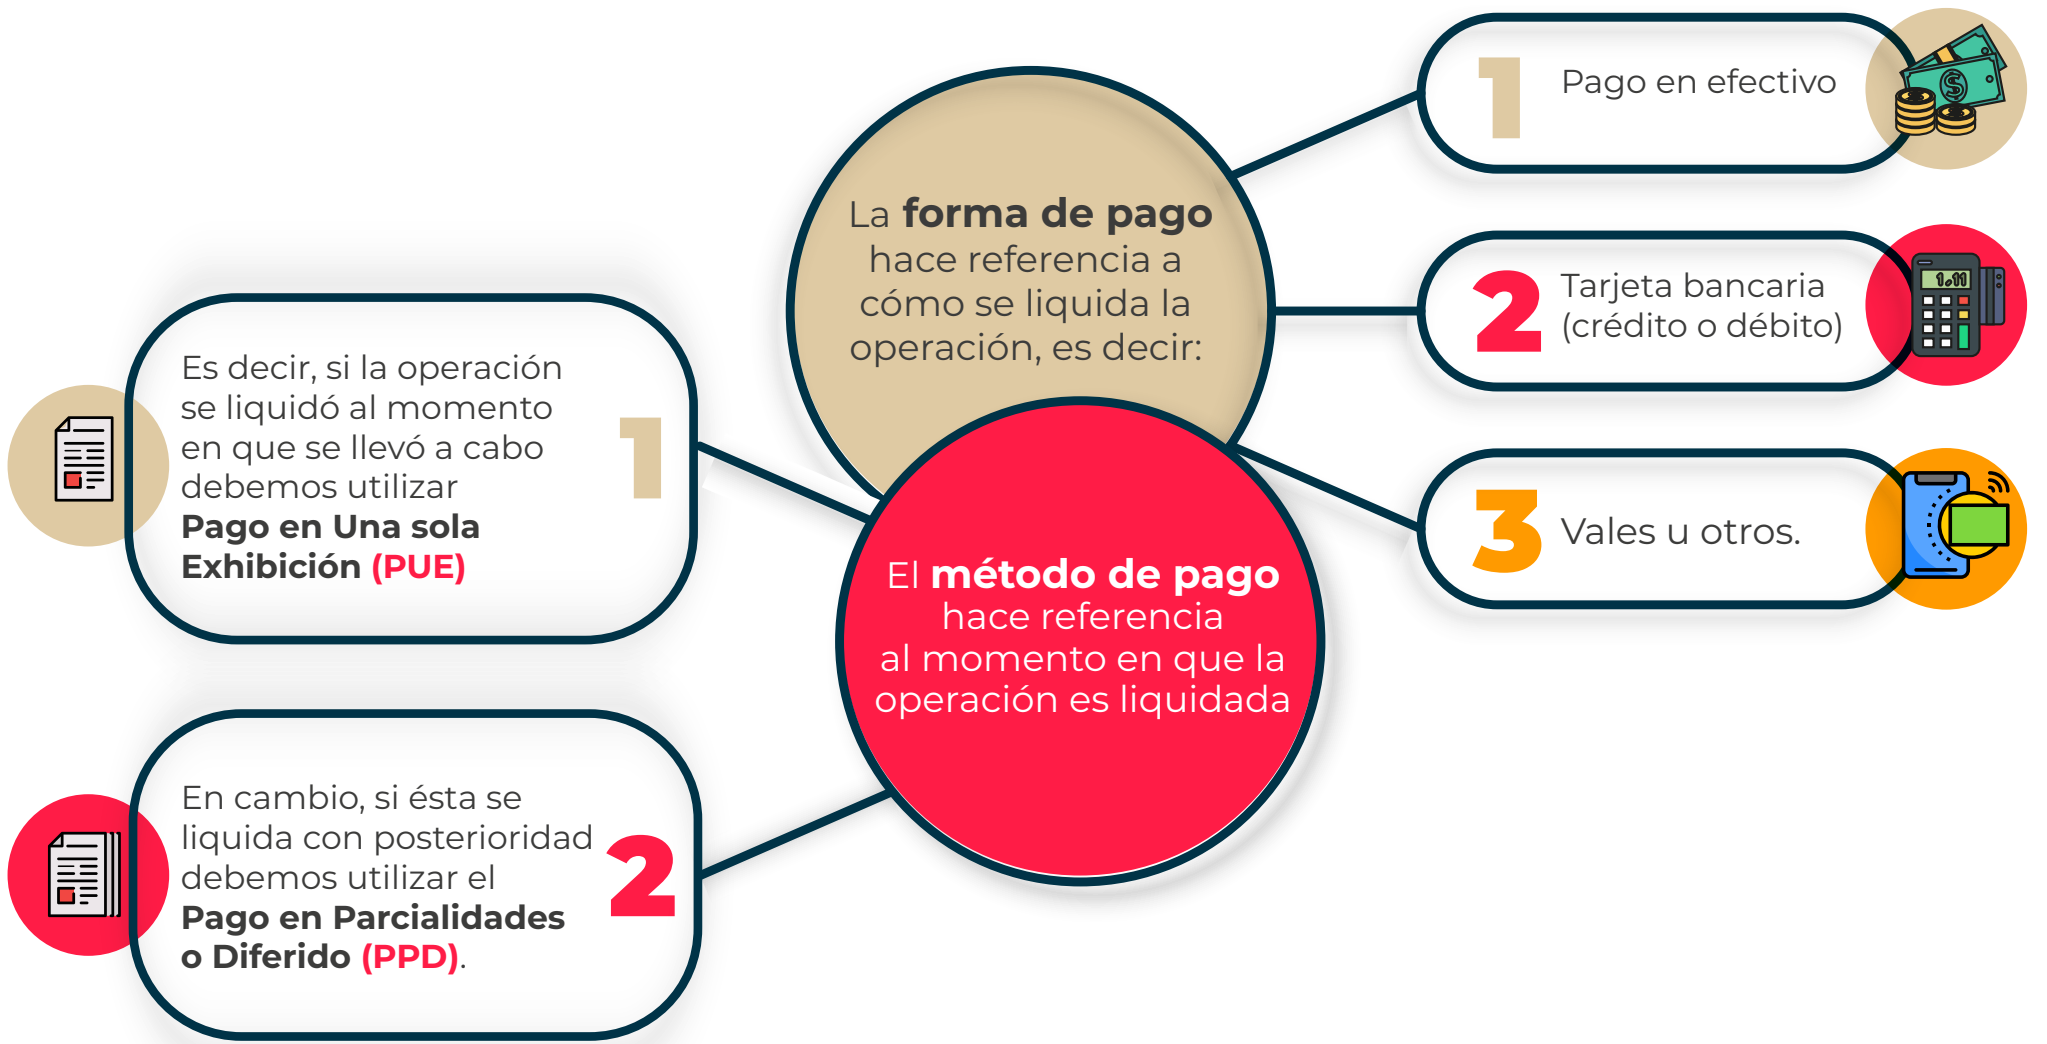 La forma de pago
hace referencia a
cómo se liquida la
operación, es decir:
1
Pago en efectivo
2
Tarjeta bancaria
(crédito o débito)
1.11
3
Vales u otros.
El método de pago
hace referencia
al momento en que la
operación es liquidada
Es decir, si la operación
se liquidó al momento
en que se llevó a cabo
debemos utilizar
Pago en Una sola
Exhibición (PUE)
1
En cambio, si ésta se
liquida con posterioridad
debemos utilizar el
Pago en Parcialidades
o Diferido (PPD).
2